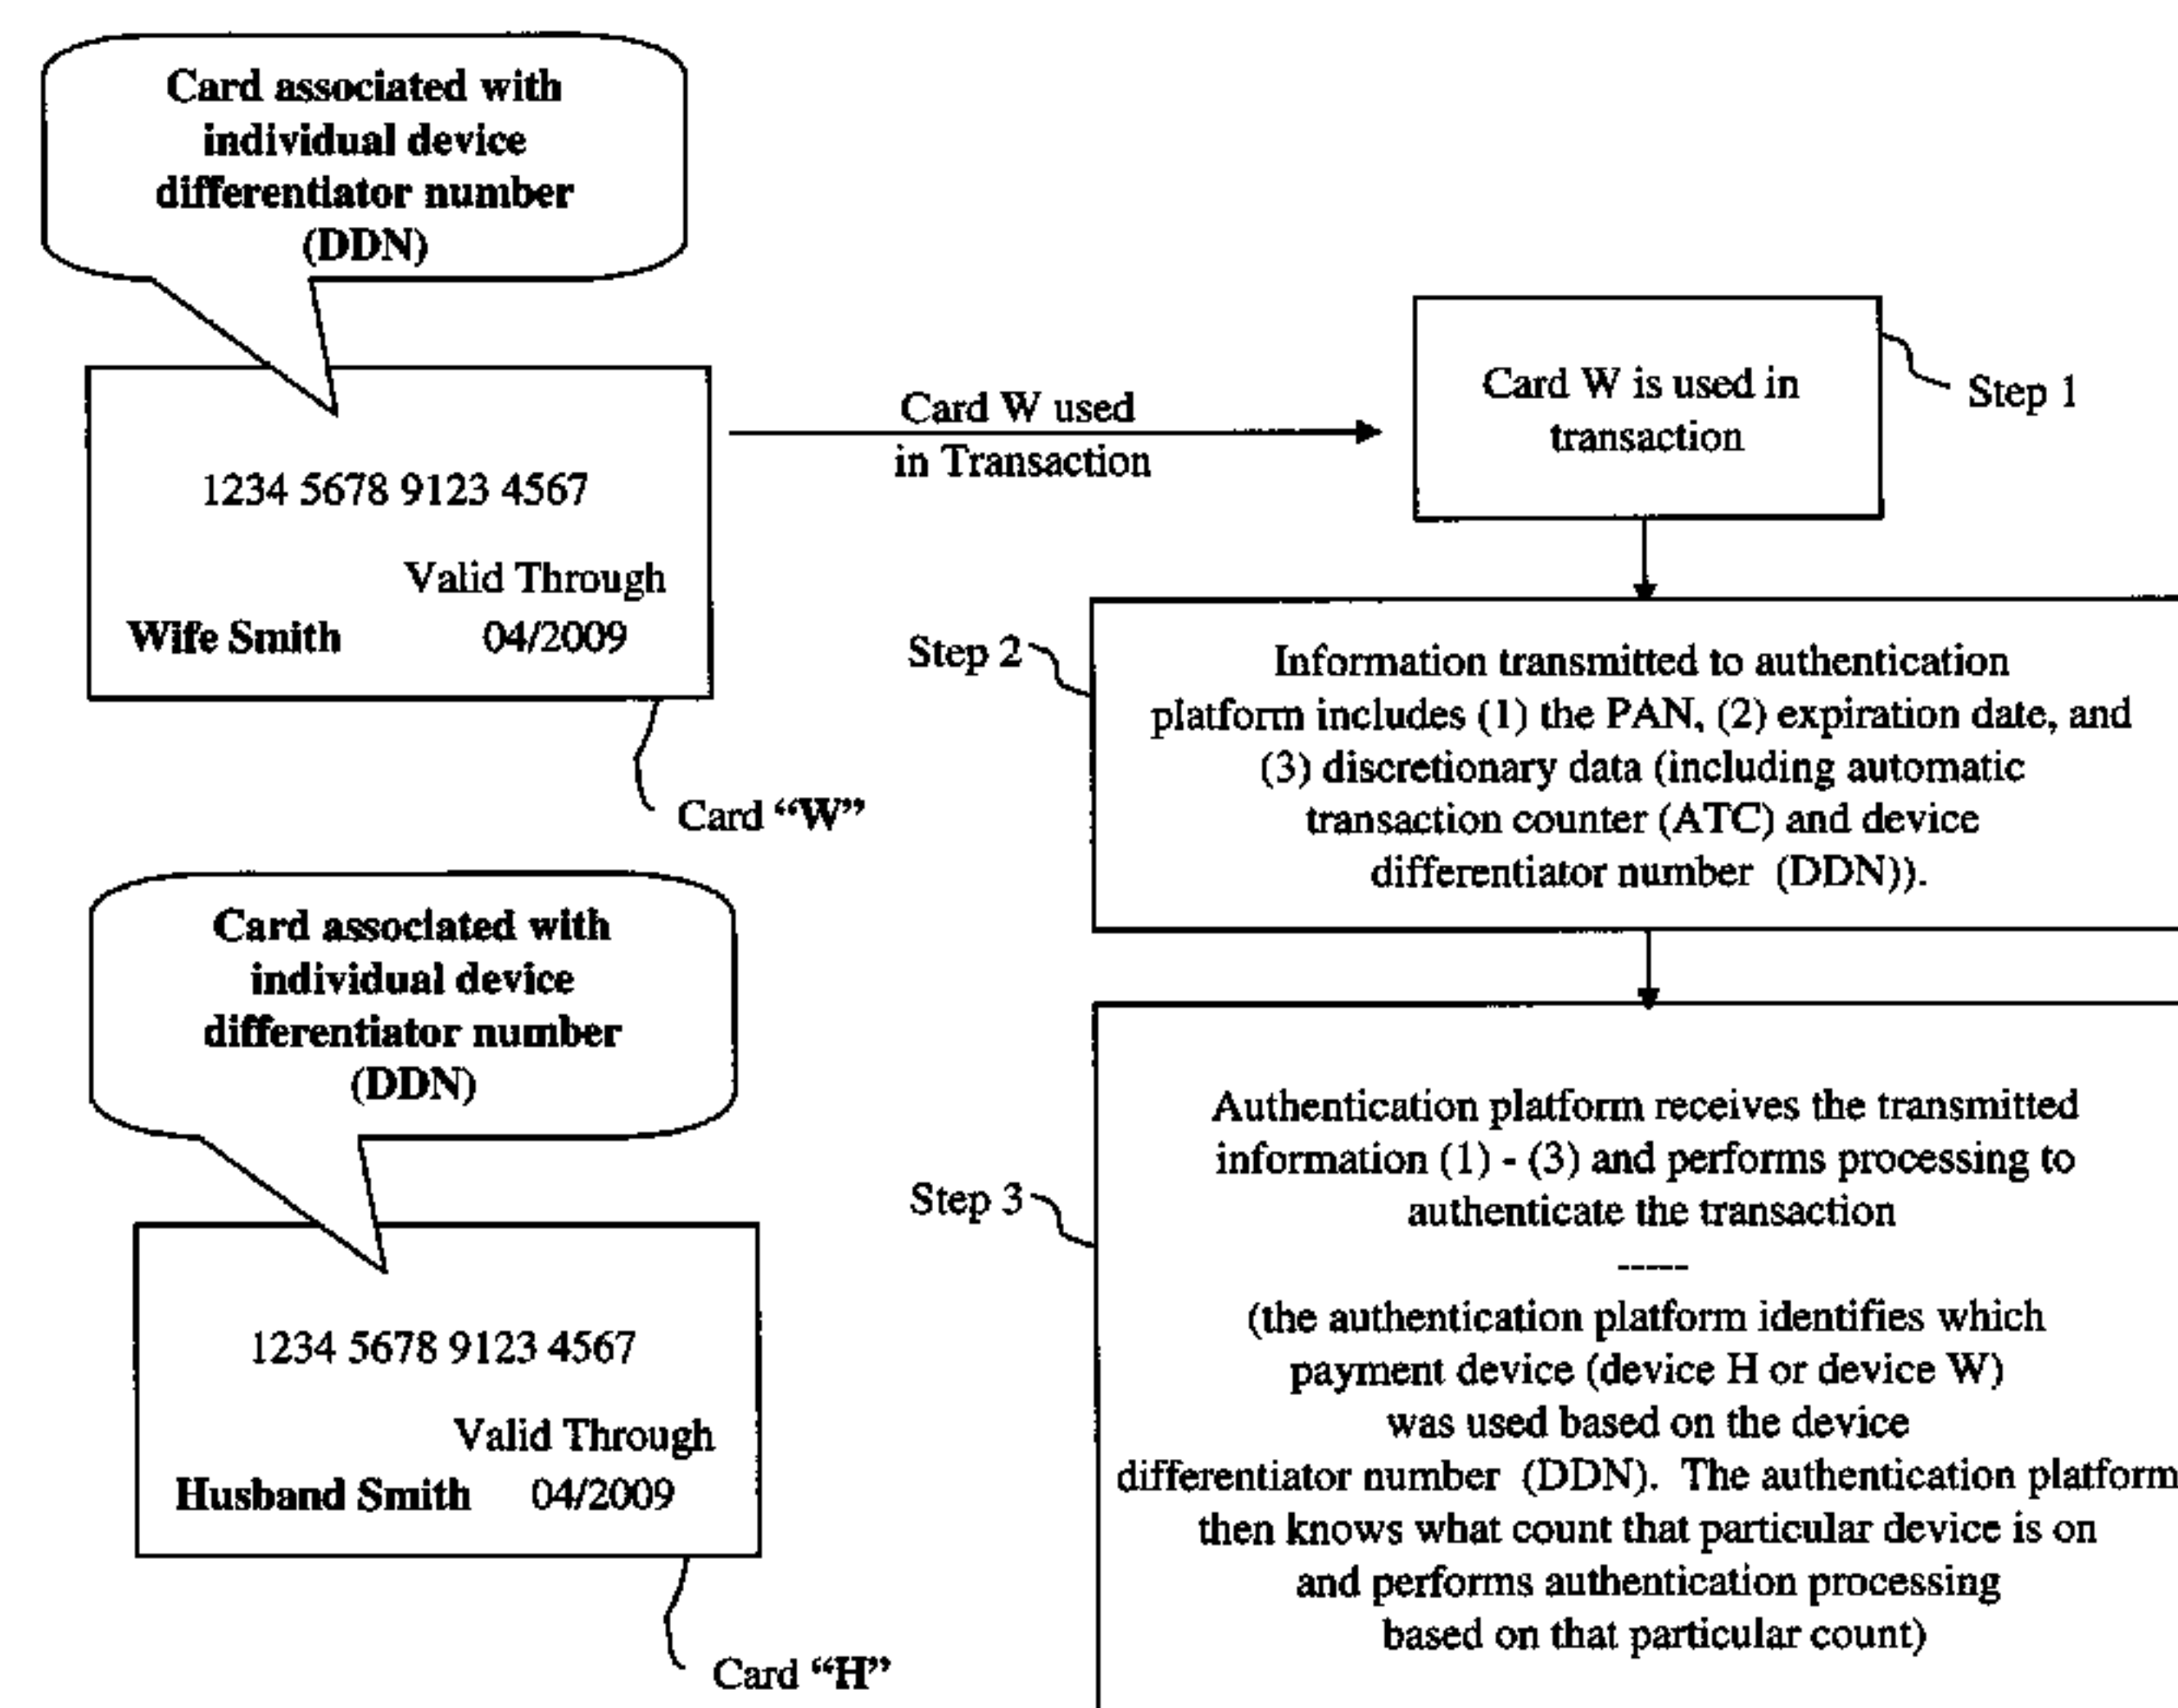 Card associated with
individual device
differentiator number
(DDN)
1234 5678 9123 4567
Valid Through
Wife Smith 04/2009
Card “W”
Card W used
in Transaction
Card W is used in
transaction
Step 1
Step 2
Information transmitted to authentication
platform includes (1) the PAN, (2) expiration date, and
(3) discretionary data (including automatic
transaction counter (ATC) and device
differentiator number (DDN)).
Card associated with
individual device
differentiator number
(DDN)
1234 5678 9123 4567
Valid Through
Husband Smith 04/2009
Card “H”
Step 3
Authentication platform receives the transmitted
information (1) - (3) and performs processing to
authenticate the transaction
-----
(the authentication platform identifies which
payment device (device H or device W)
was used based on the device
differentiator number (DDN). The authentication platform
then knows what count that particular device is on
and performs authentication processing
based on that particular count)